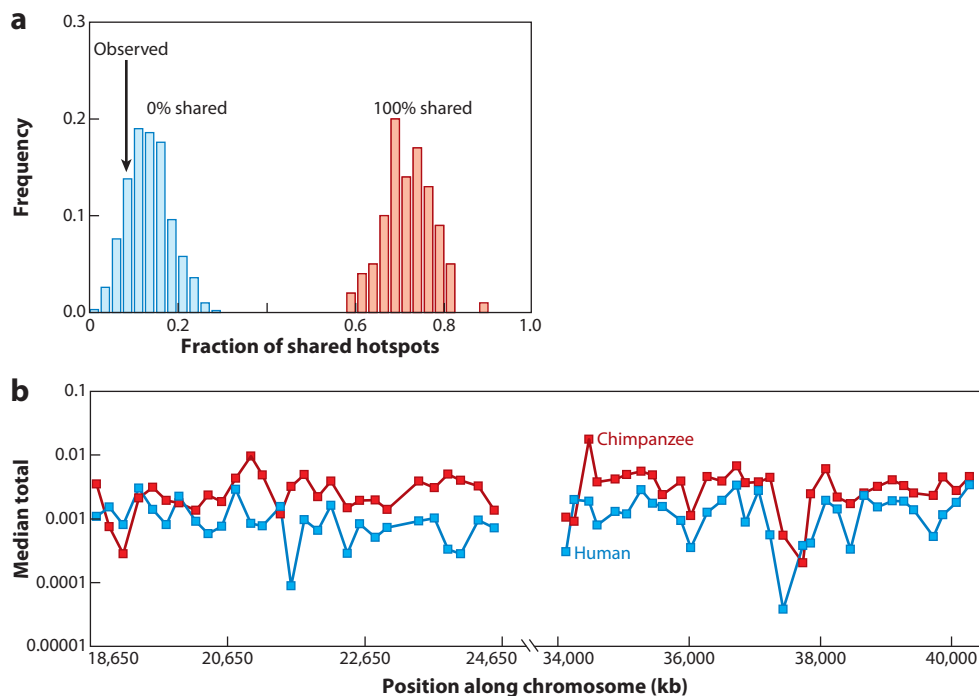 a
0.3
Observed
0% shared
100% shared
0.2
Frequency
0.1
0.0
0
0.2
0.6
0.8
1.0
Fraction of shared hotspots
b
0.1
Chimpanzee
0.01
Median total
0.001
Human
0.0001
0.00001
18,650
20,650
22,650
24,650
34,000
36,000
38,000
40,000
Position along chromosome (kb)